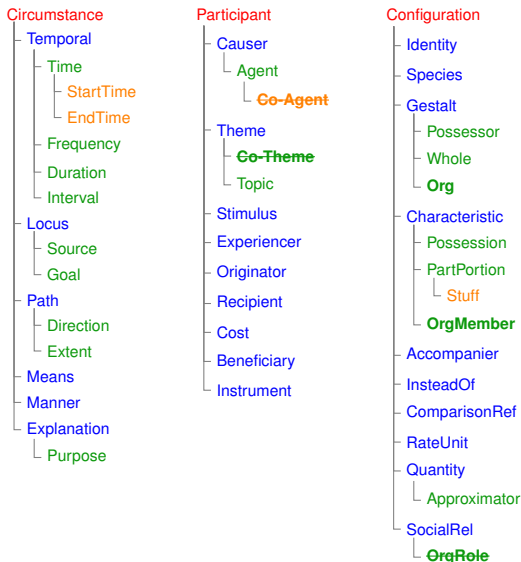 Circumstance
Temporal
Time
StartTime
EndTime
Frequency
Duration
Interval
Locus
Source
Goal
Path
Direction
Extent
Means
Manner
Explanation
Purpose
Participant
Causer
Agent
Co-Agent
Theme
Co-Theme
Topic
Stimulus
Experiencer
Originator
Recipient
Cost
Beneficiary
Instrument
Configuration
Identity
Species
Gestalt
Possessor
Whole
Org
Characteristic
Possession
PartPortion
Stuff
OrgMember
Accompanier
InsteadOf
ComparisonRef
RateUnit
Quantity
Approximator
SocialRel
OrgRole